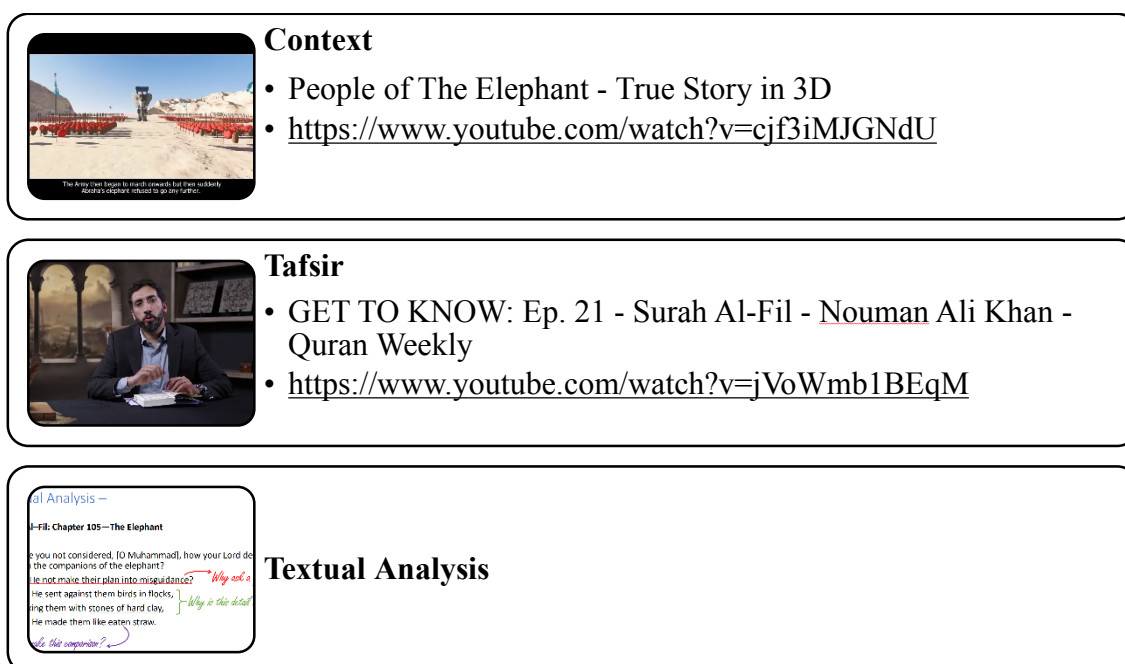 Context
• People of The Elephant - True Story in 3D
• https://www.youtube.com/watch?v=cjf3iMJGNdU
The Army then began to march onwards but then suddenly
Abraha's elephant refused to go any further.
Tafsir
• GET TO KNOW: Ep. 21 - Surah Al-Fil - Nouman Ali Khan -
Quran Weekly
• https://www.youtube.com/watch?v=jVoWmb1BEqM
al Analysis –
l–Fil: Chapter 105—The Elephant
e you not considered, [O Muhammad], how your Lord de
the companions of the elephant?
He not make their plan into misguidance? Why ask a
He sent against them birds in flocks,
king them with stones of hard clay, Why is this detail
He made them like eaten straw.
ake this comparison?
Textual Analysis